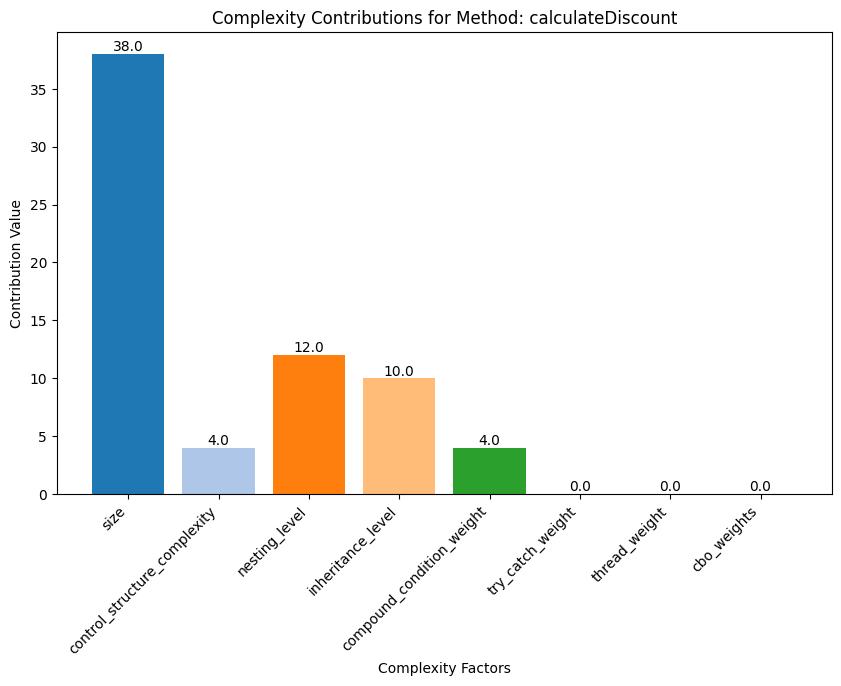 Complexity Contributions for Method: calculateDiscount
Contribution Value
35
30
25
20
15
10
5
0
38.0
4.0
12.0
10.0
4.0
0.0
0.0
0.0
size
control_structure_complexity
nesting_level
inheritance_level
compound_condition_weight
try_catch_weight
thread_weight
cbo_weights
Complexity Factors